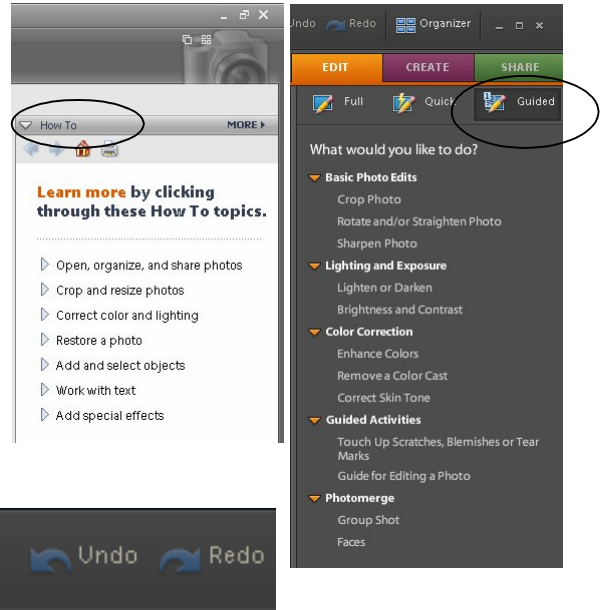 How To
MORE
Learn more by clicking
through these How To topics.
Open, organize, and share photos
Crop and resize photos
Correct color and lighting
Restore a photo
Add and select objects
Work with text
Add special effects
Undo Redo Organizer
EDIT CREATE SHARE
Full Quick Guided
What would you like to do?
Basic Photo Edits
Crop Photo
Rotate and/or Straighten Photo
Sharpen Photo
Lighting and Exposure
Lighten or Darken
Brightness and Contrast
Color Correction
Enhance Colors
Remove a Color Cast
Correct Skin Tone
Guided Activities
Touch Up Scratches, Blemishes or Tear
Marks
Guide for Editing a Photo
Photomerge
Group Shot
Faces
Undo Redo